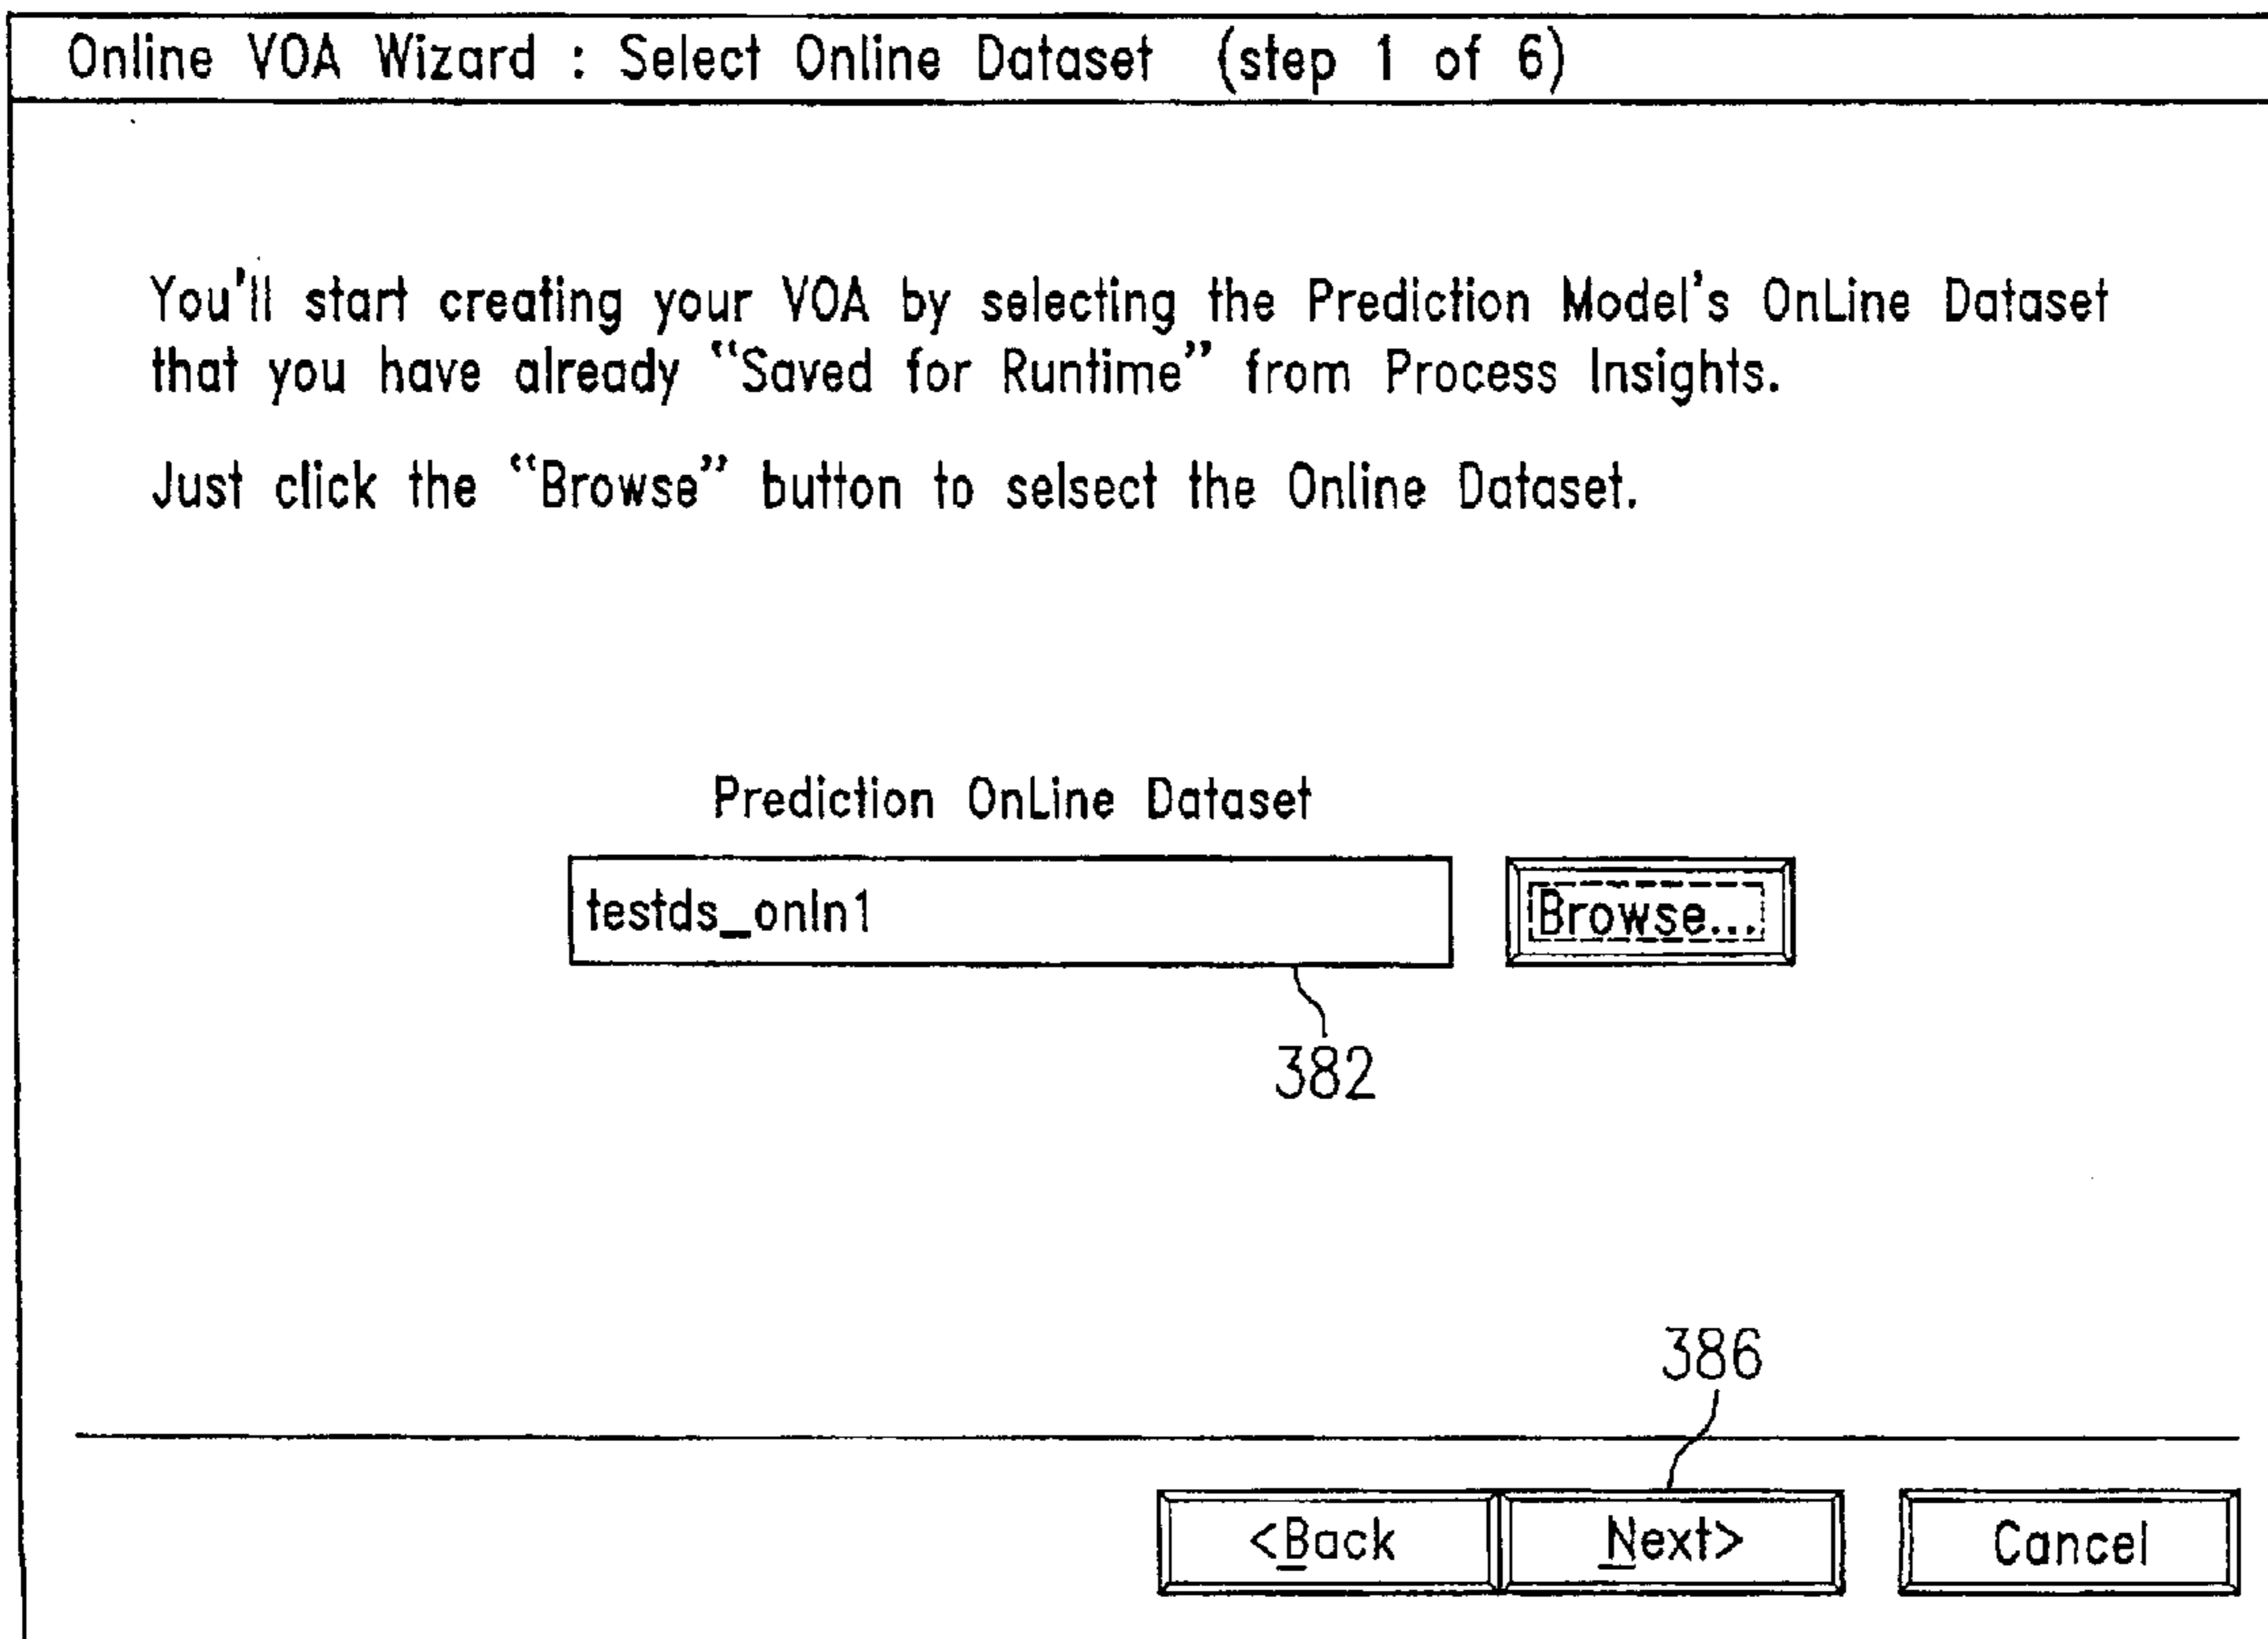 Online VOA Wizard : Select Online Dataset (step 1 of 6)
You'll start creating your VOA by selecting the Prediction Model's OnLine Dataset
that you have already “Saved for Runtime” from Process Insights.
Just click the “Browse” button to selsect the Online Dataset.
Prediction OnLine Dataset
testds_onln1
Browse...
382
386
<Back
Next>
Cancel